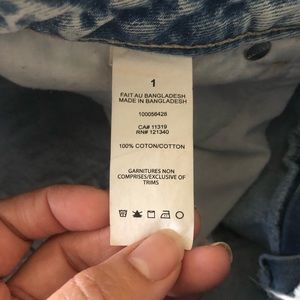 1
FAIT AU BANGLADESH
MADE IN BANGLADESH
100056428
CA# 11319
RN# 121340
100% COTON/COTTON
GARNITURES NON
COMPRISES/EXCLUSIVE OF
TRIMS